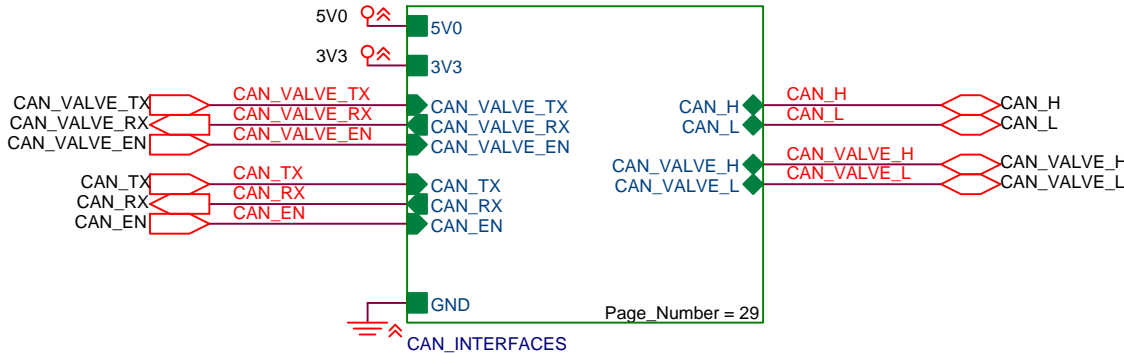 5V0
5V0
3V3
3V3
CAN_VALVE_TX CAN_VALVE_TX CAN_VALVE_TX CAN_H CAN_H CAN_H
CAN_VALVE_RX CAN_VALVE_RX CAN_VALVE_RX CAN_L CAN_L CAN_L
CAN_VALVE_EN CAN_VALVE_EN CAN_VALVE_EN
CAN_VALVE_H CAN_VALVE_H CAN_VALVE_H
CAN_TX CAN_TX CAN_TX CAN_VALVE_L CAN_VALVE_L CAN_VALVE_L
CAN_RX CAN_RX CAN_RX
CAN_EN CAN_EN CAN_EN
GND
Page_Number = 29
CAN_INTERFACES